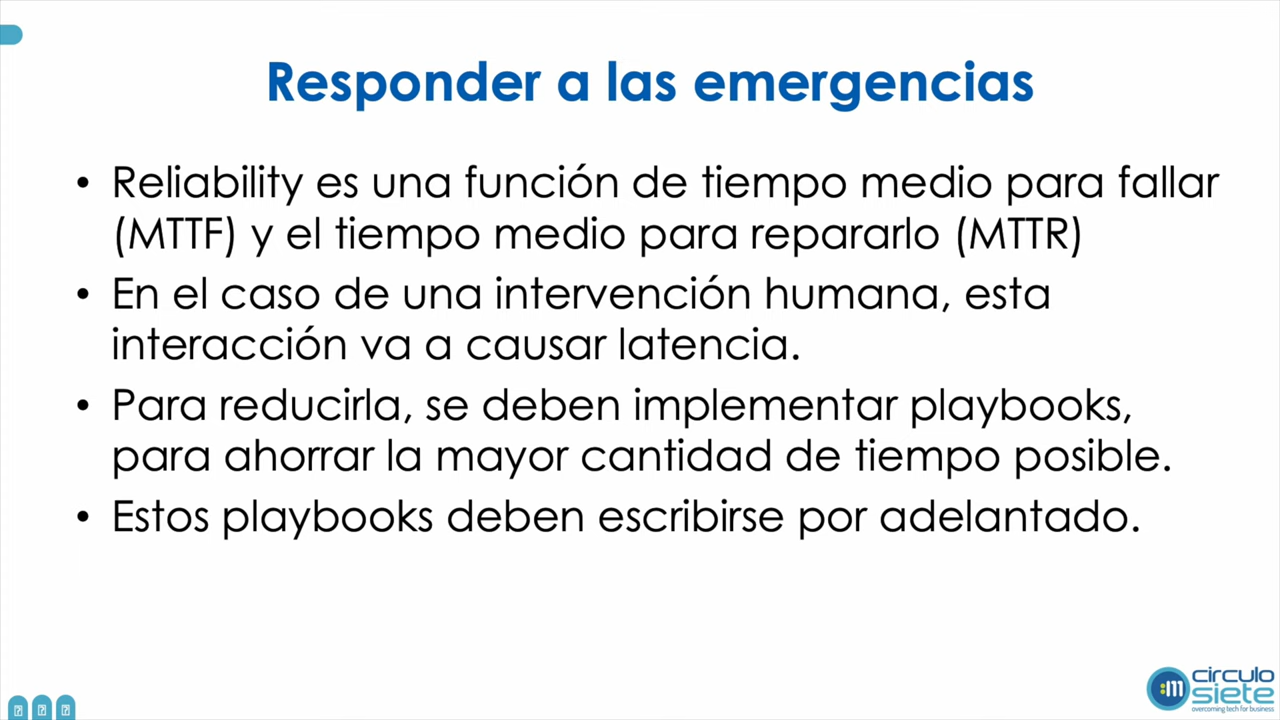 Responder a las emergencias
• Reliability es una función de tiempo medio para fallar
(MTTF) y el tiempo medio para repararlo (MTTR)
• En el caso de una intervención humana, esta
interacción va a causar latencia.
• Para reducirla, se deben implementar playbooks,
para ahorrar la mayor cantidad de tiempo posible.
• Estos playbooks deben escribirse por adelantado.
:m
circulo
siete
overcoming tech for business